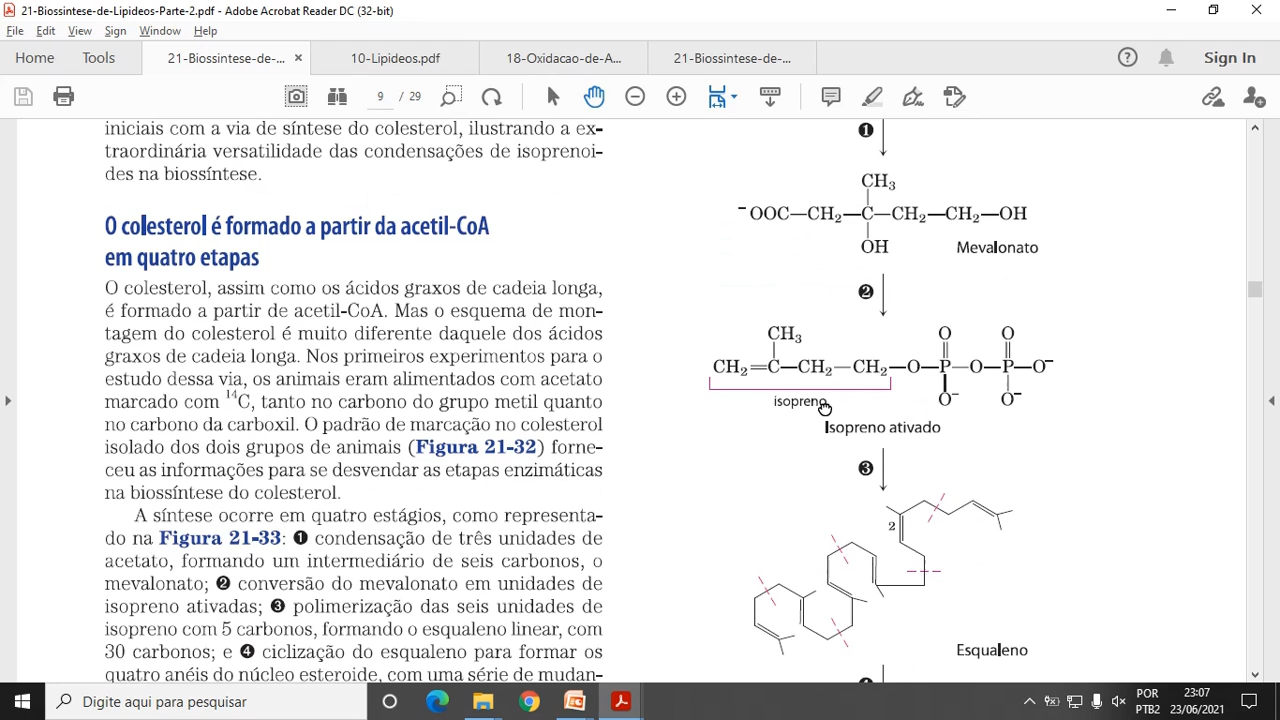 21-Biossintese-de-Lipideos-Parte-2.pdf - Adobe Acrobat Reader DC (32-bit)
File Edit View Sign Window Help
Home Tools 21-Biossintese-de-... × 10-Lipideos.pdf 18-Oxidacao-de-A... 21-Biossintese-de-... Sign In
9 / 29
iniciais com a via de síntese do colesterol, ilustrando a ex-
traordinária versatilidade das condensações de isoprenoi-
des na biossíntese.
O colesterol é formado a partir da acetil-CoA
em quatro etapas
O colesterol, assim como os ácidos graxos de cadeia longa,
é formado a partir de acetil-CoA. Mas o esquema de mon-
tagem do colesterol é muito diferente daquele dos ácidos
graxos de cadeia longa. Nos primeiros experimentos para o
estudo dessa via, os animais eram alimentados com acetato
marcado com ¹⁴C, tanto no carbono do grupo metil quanto
no carbono da carboxil. O padrão de marcação no colesterol
isolado dos dois grupos de animais (Figura 21-32) forne-
ceu as informações para se desvendar as etapas enzimáticas
na biossíntese do colesterol.
A síntese ocorre em quatro estágios, como representa-
do na Figura 21-33: ❶ condensação de três unidades de
acetato, formando um intermediário de seis carbonos, o
mevalonato; ❷ conversão do mevalonato em unidades de
isopreno ativadas; ❸ polimerização das seis unidades de
isopreno com 5 carbonos, formando o esqualeno linear, com
30 carbonos; e ❹ ciclização do esqualeno para formar os
quatro anéis do núcleo esteroide, com uma série de mudan-
❶
CH₃
⁻OOC—CH₂—C—CH₂—CH₂—OH
OH
Mevalonato
❷
CH₃ O O
CH₂=C—CH₂—CH₂—O—P—O—P—O⁻
O⁻ O⁻
isopreno
Isopreno ativado
❸
2
Esqualeno
Digite aqui para pesquisar
POR 23:07
PTB2 23/06/2021